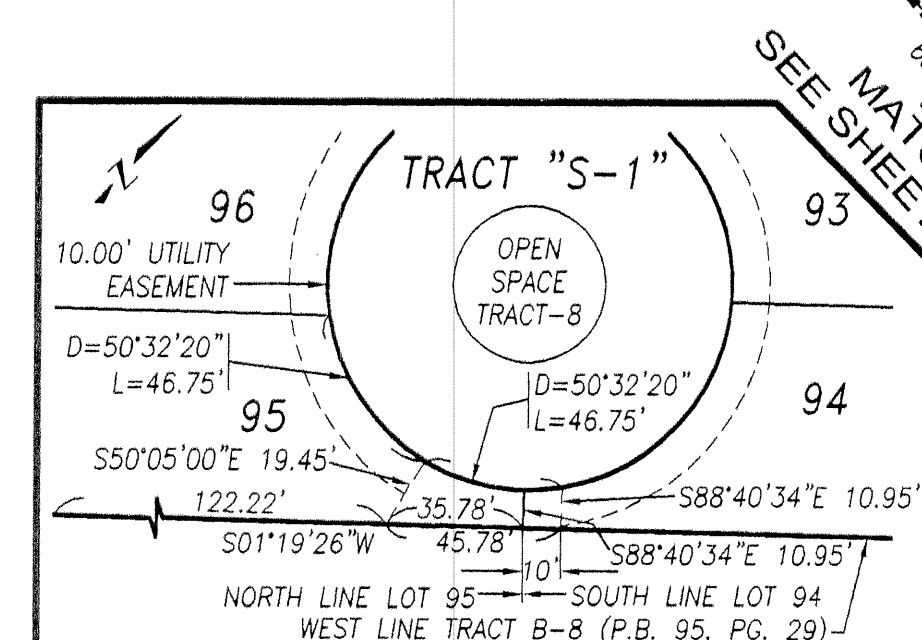 SEE SHEE
MAT
N
TRACT "S-1"
96
93
OPEN
SPACE
TRACT-8
10.00' UTILITY
EASEMENT
D=50°32'20"
L=46.75'
D=50°32'20"
L=46.75'
95
94
S50°05'00"E 19.45'
122.22'
35.78'
S88°40'34"E 10.95'
S01°19'26"W
45.78'
S88°40'34"E 10.95'
10'
NORTH LINE LOT 95
SOUTH LINE LOT 94
WEST LINE TRACT B-8 (P.B. 95, PG. 29)